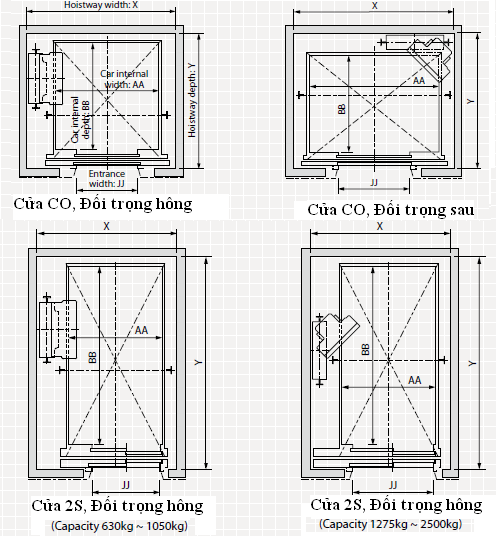 Hoistway width: X
Car internal
width: AA
Car internal
depth: BB
Hoistway depth: Y
Entrance
width: JJ
Cửa CO, Đối trọng hông
X
AA
BB
Y
JJ
Cửa CO, Đối trọng sau
X
AA
BB
Y
JJ
Cửa 2S, Đối trọng hông
(Capacity 630kg ~ 1050kg)
X
BB
AA
Y
JJ
Cửa 2S, Đối trọng hông
(Capacity 1275kg ~ 2500kg)